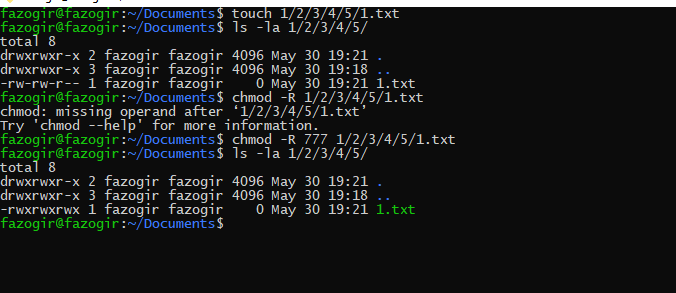 fazogir@fazogir:~/Documents$ touch 1/2/3/4/5/1.txt
fazogir@fazogir:~/Documents$ ls -la 1/2/3/4/5/
total 8
drwxrwxr-x 2 fazogir fazogir 4096 May 30 19:21 .
drwxrwxr-x 3 fazogir fazogir 4096 May 30 19:18 ..
-rw-rw-r-- 1 fazogir fazogir    0 May 30 19:21 1.txt
fazogir@fazogir:~/Documents$ chmod -R 1/2/3/4/5/1.txt
chmod: missing operand after ‘1/2/3/4/5/1.txt’
Try 'chmod --help' for more information.
fazogir@fazogir:~/Documents$ chmod -R 777 1/2/3/4/5/1.txt
fazogir@fazogir:~/Documents$ ls -la 1/2/3/4/5/
total 8
drwxrwxr-x 2 fazogir fazogir 4096 May 30 19:21 .
drwxrwxr-x 3 fazogir fazogir 4096 May 30 19:18 ..
-rwxrwxrwx 1 fazogir fazogir    0 May 30 19:21 1.txt
fazogir@fazogir:~/Documents$